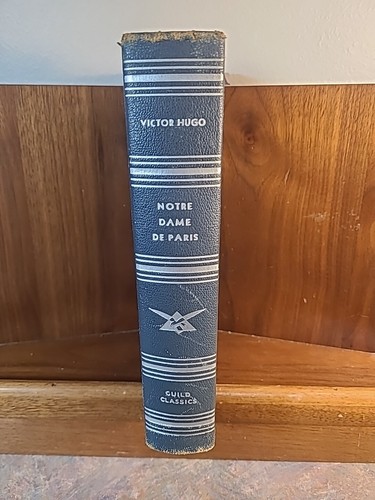 VICTOR HUGO
NOTRE
DAME
DE PARIS
GUILD
CLASSICS